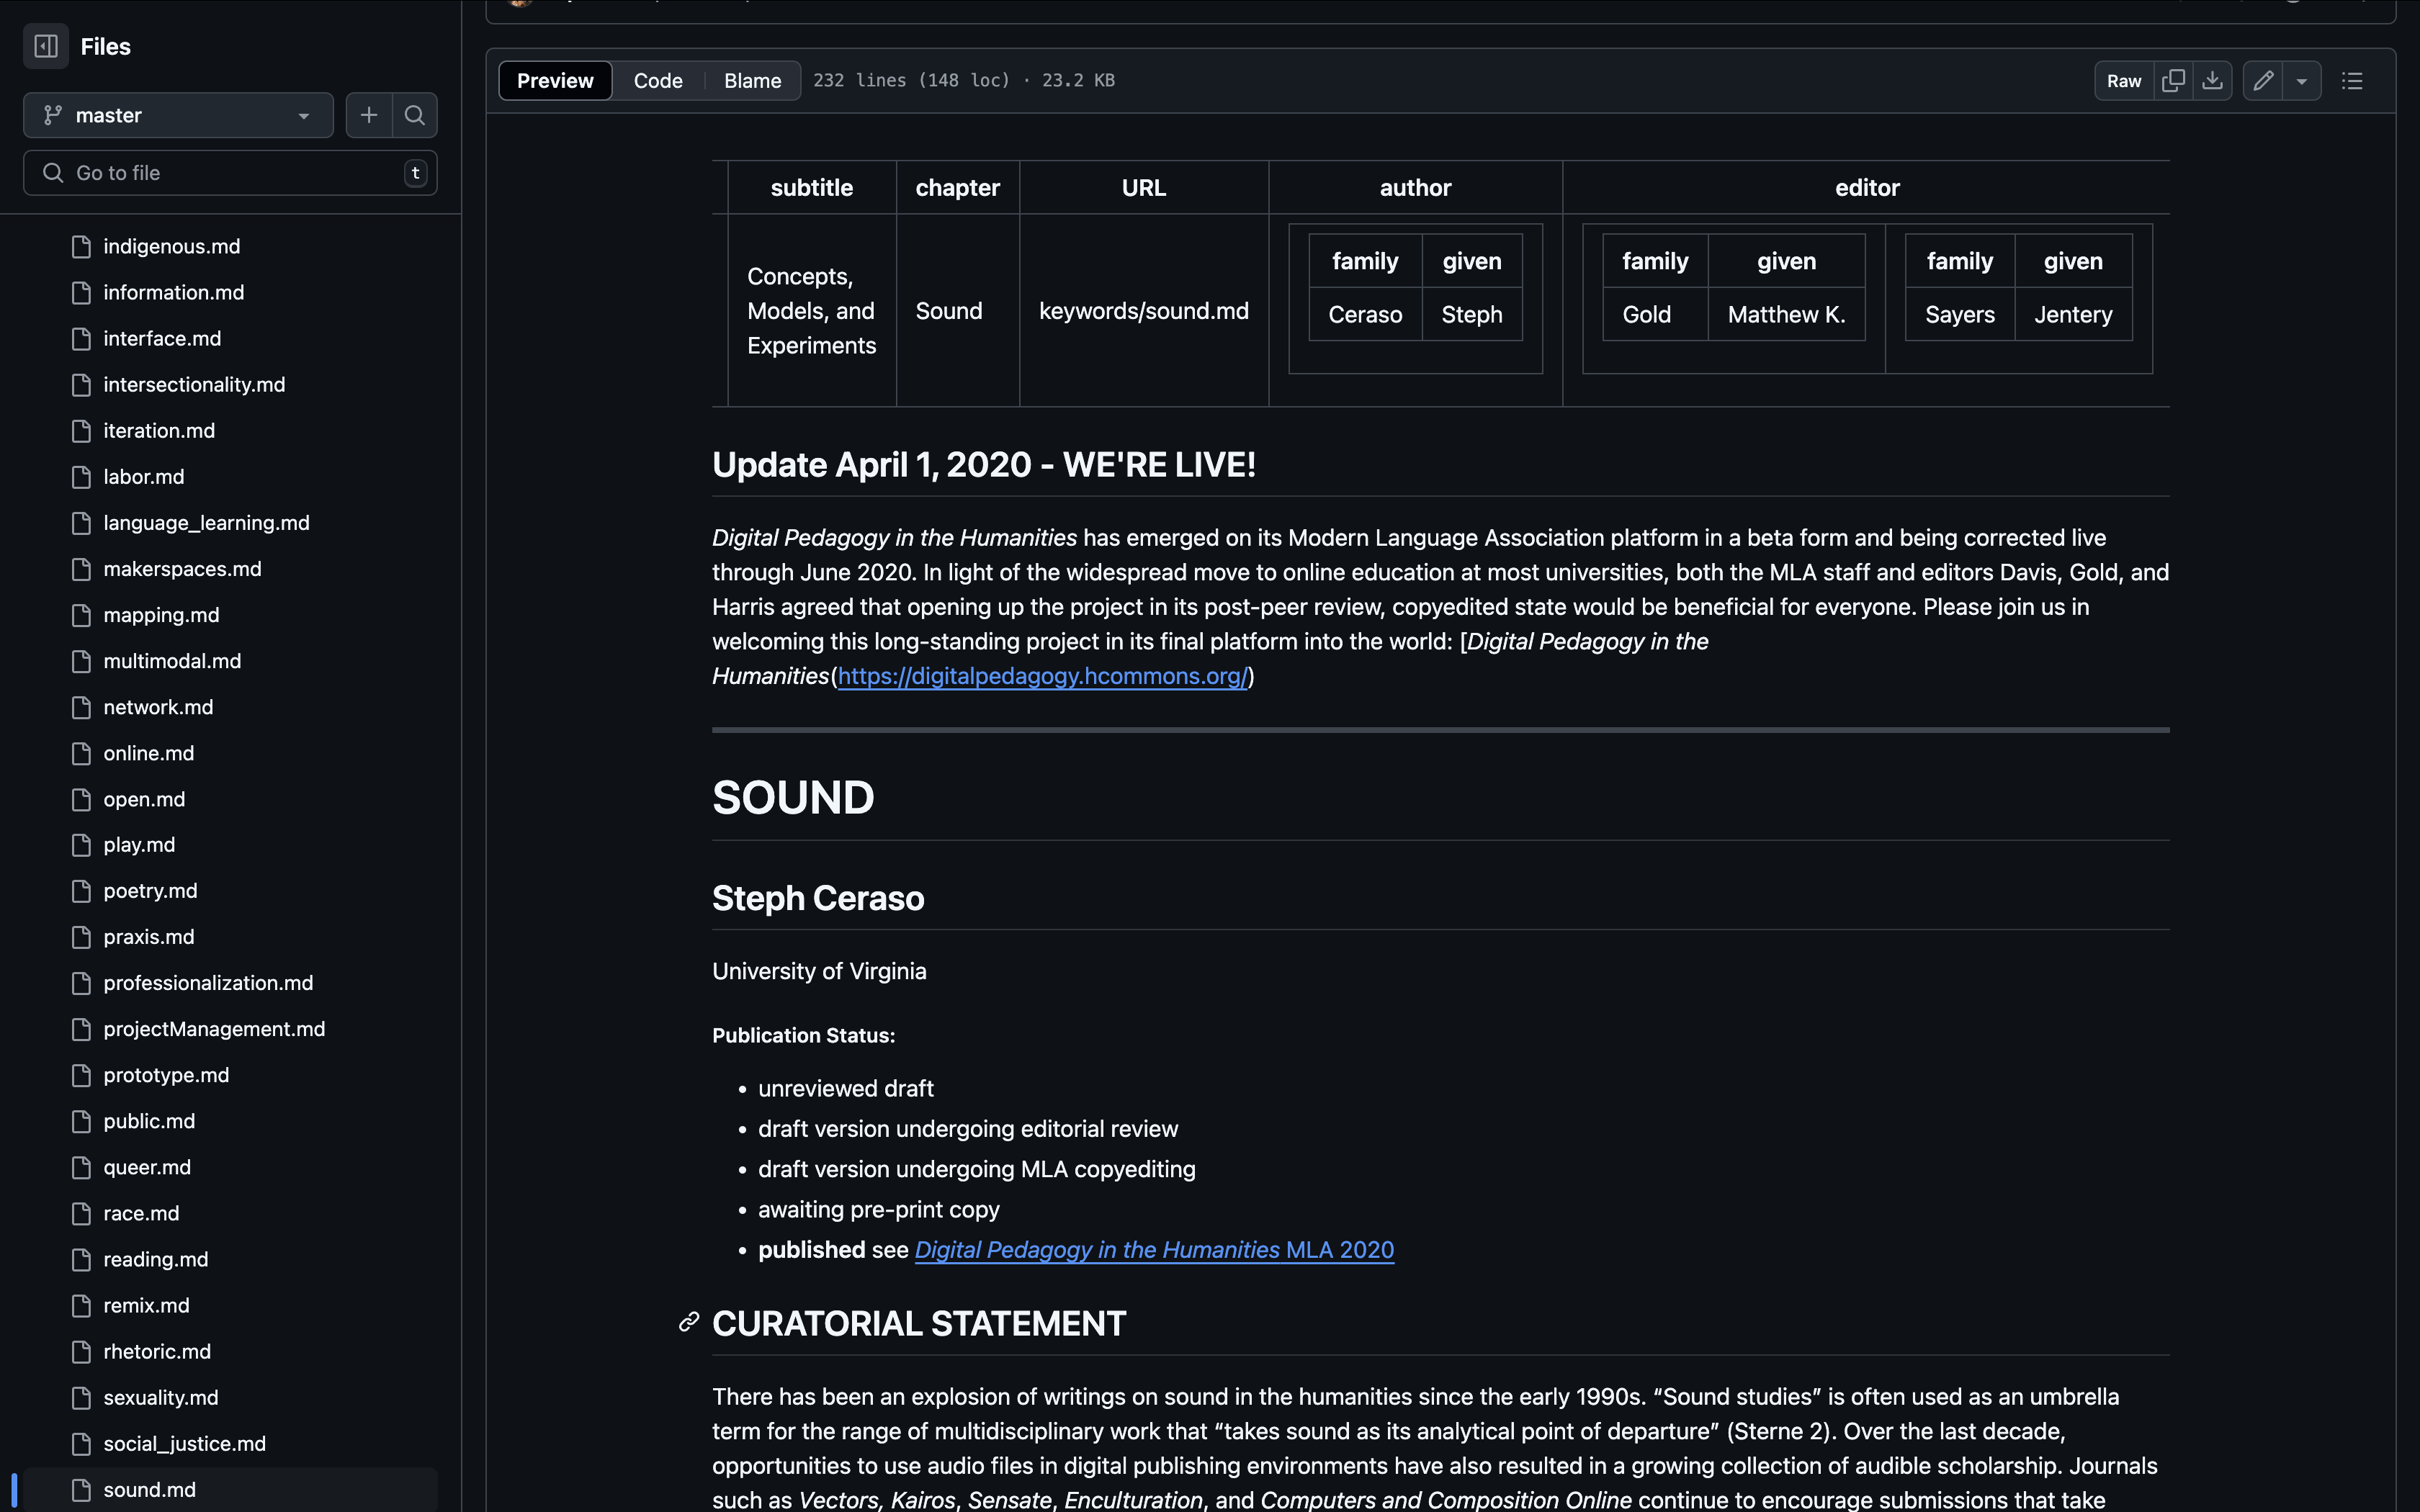 Files
master
Go to file
t
indigenous.md
information.md
interface.md
intersectionality.md
iteration.md
labor.md
language_learning.md
makerspaces.md
mapping.md
multimodal.md
network.md
online.md
open.md
play.md
poetry.md
praxis.md
professionalization.md
projectManagement.md
prototype.md
public.md
queer.md
race.md
reading.md
remix.md
rhetoric.md
sexuality.md
social_justice.md
sound.md
Preview Code Blame 232 lines (148 loc) · 23.2 KB Raw
subtitle chapter URL author editor
family given family given family given
Concepts, Models, and Experiments Sound keywords/sound.md Ceraso Steph Gold Matthew K. Sayers Jentery
Update April 1, 2020 - WE'RE LIVE!
Digital Pedagogy in the Humanities has emerged on its Modern Language Association platform in a beta form and being corrected live
through June 2020. In light of the widespread move to online education at most universities, both the MLA staff and editors Davis, Gold, and
Harris agreed that opening up the project in its post-peer review, copyedited state would be beneficial for everyone. Please join us in
welcoming this long-standing project in its final platform into the world: [Digital Pedagogy in the
Humanities(https://digitalpedagogy.hcommons.org/)
SOUND
Steph Ceraso
University of Virginia
Publication Status:
• unreviewed draft
• draft version undergoing editorial review
• draft version undergoing MLA copyediting
• awaiting pre-print copy
• published see Digital Pedagogy in the Humanities MLA 2020
CURATORIAL STATEMENT
There has been an explosion of writings on sound in the humanities since the early 1990s. “Sound studies” is often used as an umbrella
term for the range of multidisciplinary work that “takes sound as its analytical point of departure” (Sterne 2). Over the last decade,
opportunities to use audio files in digital publishing environments have also resulted in a growing collection of audible scholarship. Journals
such as Vectors, Kairos, Sensate, Enculturation, and Computers and Composition Online continue to encourage submissions that take